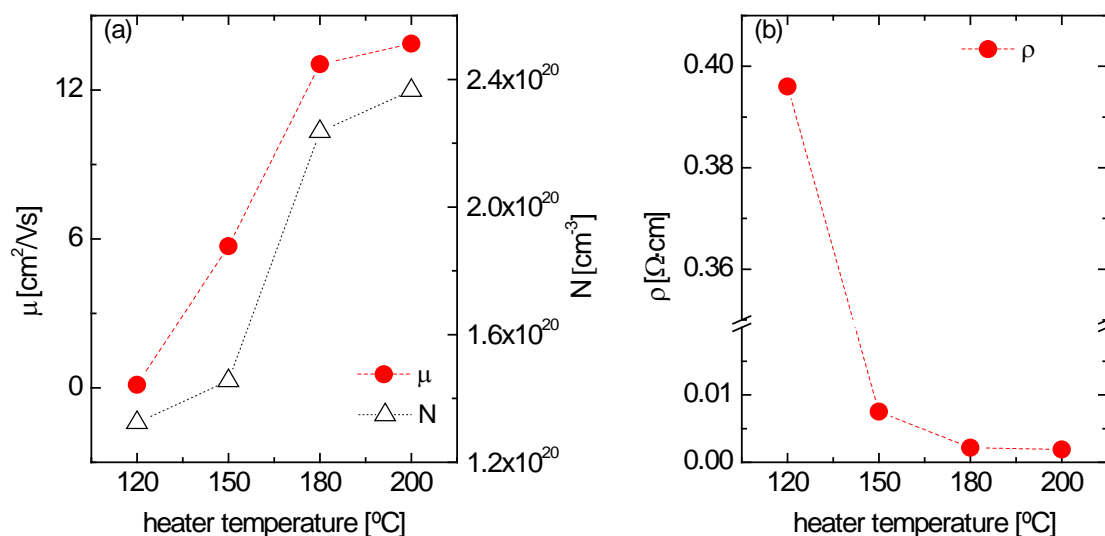 (a)
12
6
0
μ [cm²/Vs]
2.4x10²⁰
2.0x10²⁰
1.6x10²⁰
1.2x10²⁰
N [cm⁻³]
μ
N
120 150 180 200
heater temperature [ºC]
(b)
ρ
0.40
0.38
0.36
0.01
0.00
ρ [Ω·cm]
120 150 180 200
heater temperature [ºC]